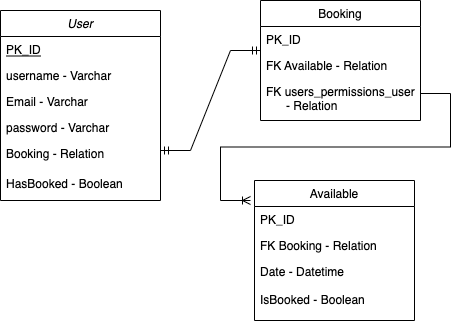 User
PK_ID
username - Varchar
Email - Varchar
password - Varchar
Booking - Relation
HasBooked - Boolean
Booking
PK_ID
FK Available - Relation
FK users_permissions_user
- Relation
Available
PK_ID
FK Booking - Relation
Date - Datetime
IsBooked - Boolean